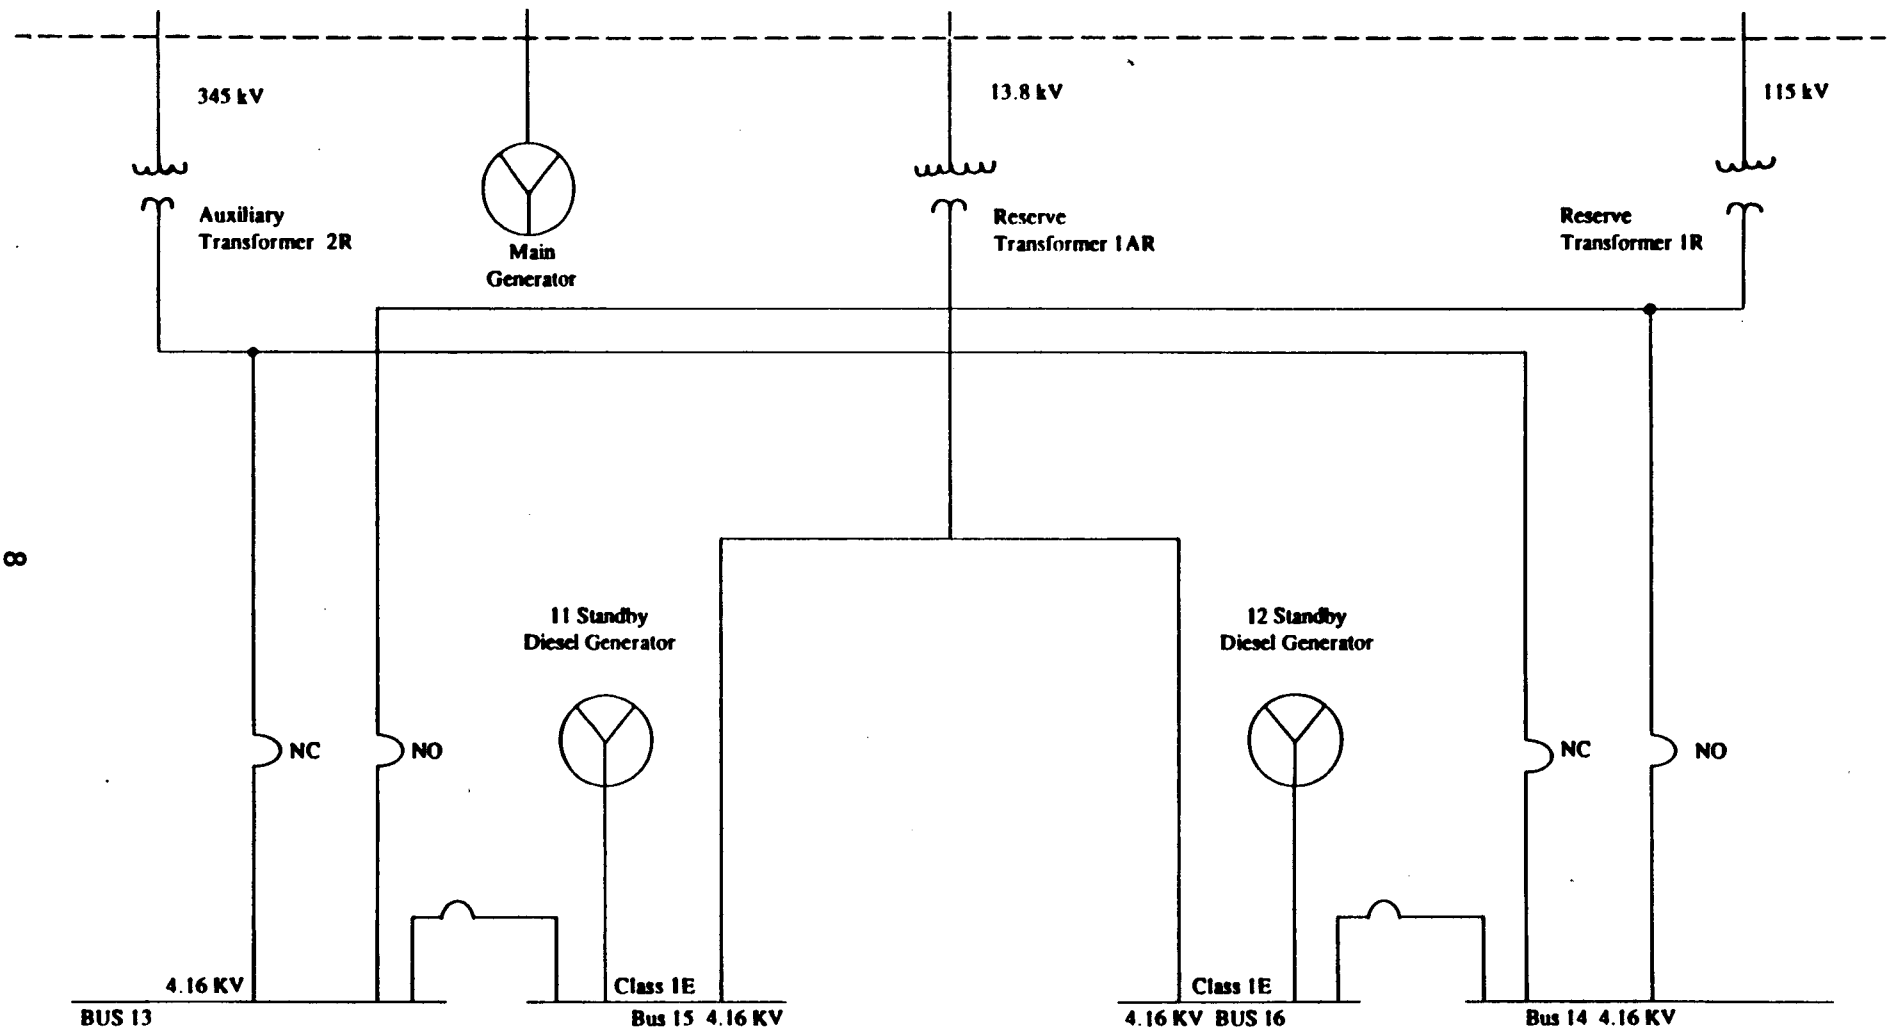 345 kV
13.8 kV
115 kV
Auxiliary
Transformer 2R
Main
Generator
Reserve
Transformer 1AR
Reserve
Transformer 1R
8
11 Standby
Diesel Generator
12 Standby
Diesel Generator
NC
NO
NC
NO
4.16 KV
Class 1E
Class 1E
BUS 13
Bus 15 4.16 KV
4.16 KV BUS 16
Bus 14 4.16 KV